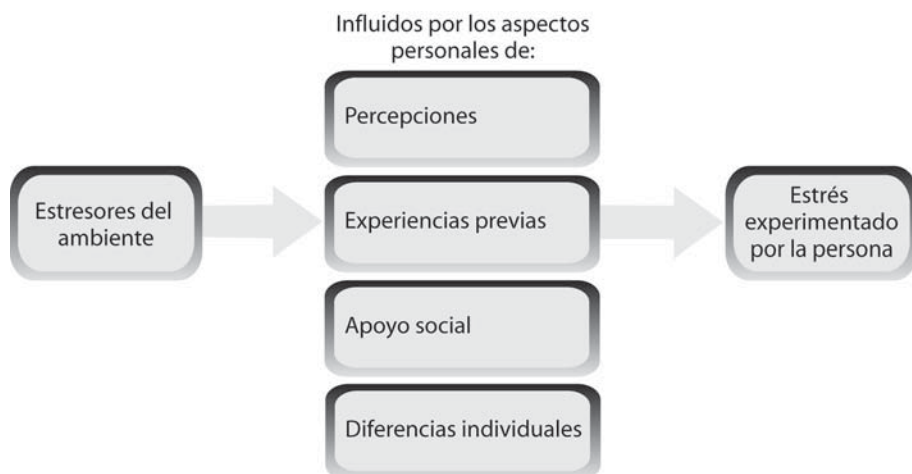 Influidos por los aspectos
personales de:
Percepciones
Estresores del
ambiente
Experiencias previas
Estrés
experimentado
por la persona
Apoyo social
Diferencias individuales